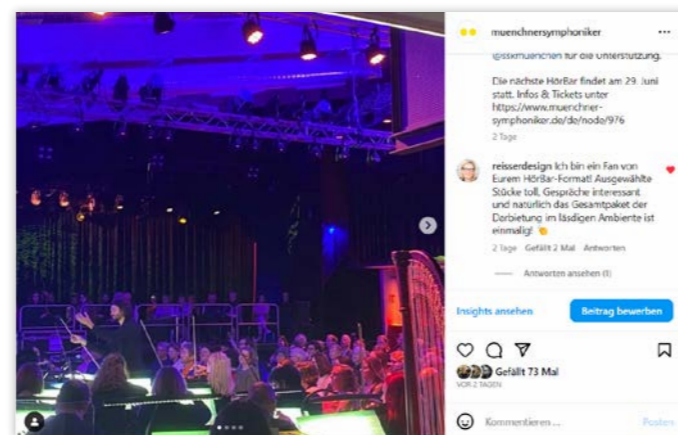 muenchnersymphoniker
@sskmuenchen für die Unterstützung.
Die nächste HörBar findet am 29. Juni
statt. Infos & Tickets unter
https://www.muenchner-
symphoniker.de/de/node/976
2 Tage
reisserdesign Ich bin ein Fan von
Eurem HörBar-Format! Ausgewählte
Stücke toll, Gespräche interessant
und natürlich das Gesamtpaket der
Darbietung im lässigen Ambiente ist
einmalig! 👏
2 Tage Gefällt 2 Mal Antworten
Antworten ansehen (1)
Insights ansehen
Beitrag bewerben
Gefällt 73 Mal
VOR 2 TAGEN
Kommentieren ...
Posten